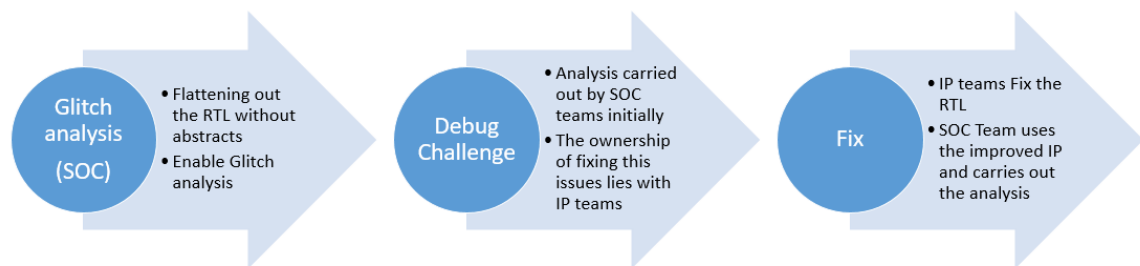 Glitch
analysis
(SOC)
• Flattening out
the RTL without
abstracts
• Enable Glitch
analysis
Debug
Challenge
• Analysis carried
out by SOC
teams initially
• The ownership
of fixing this
issues lies with
IP teams
Fix
• IP teams Fix the
RTL
• SOC Team uses
the improved IP
and carries out
the analysis